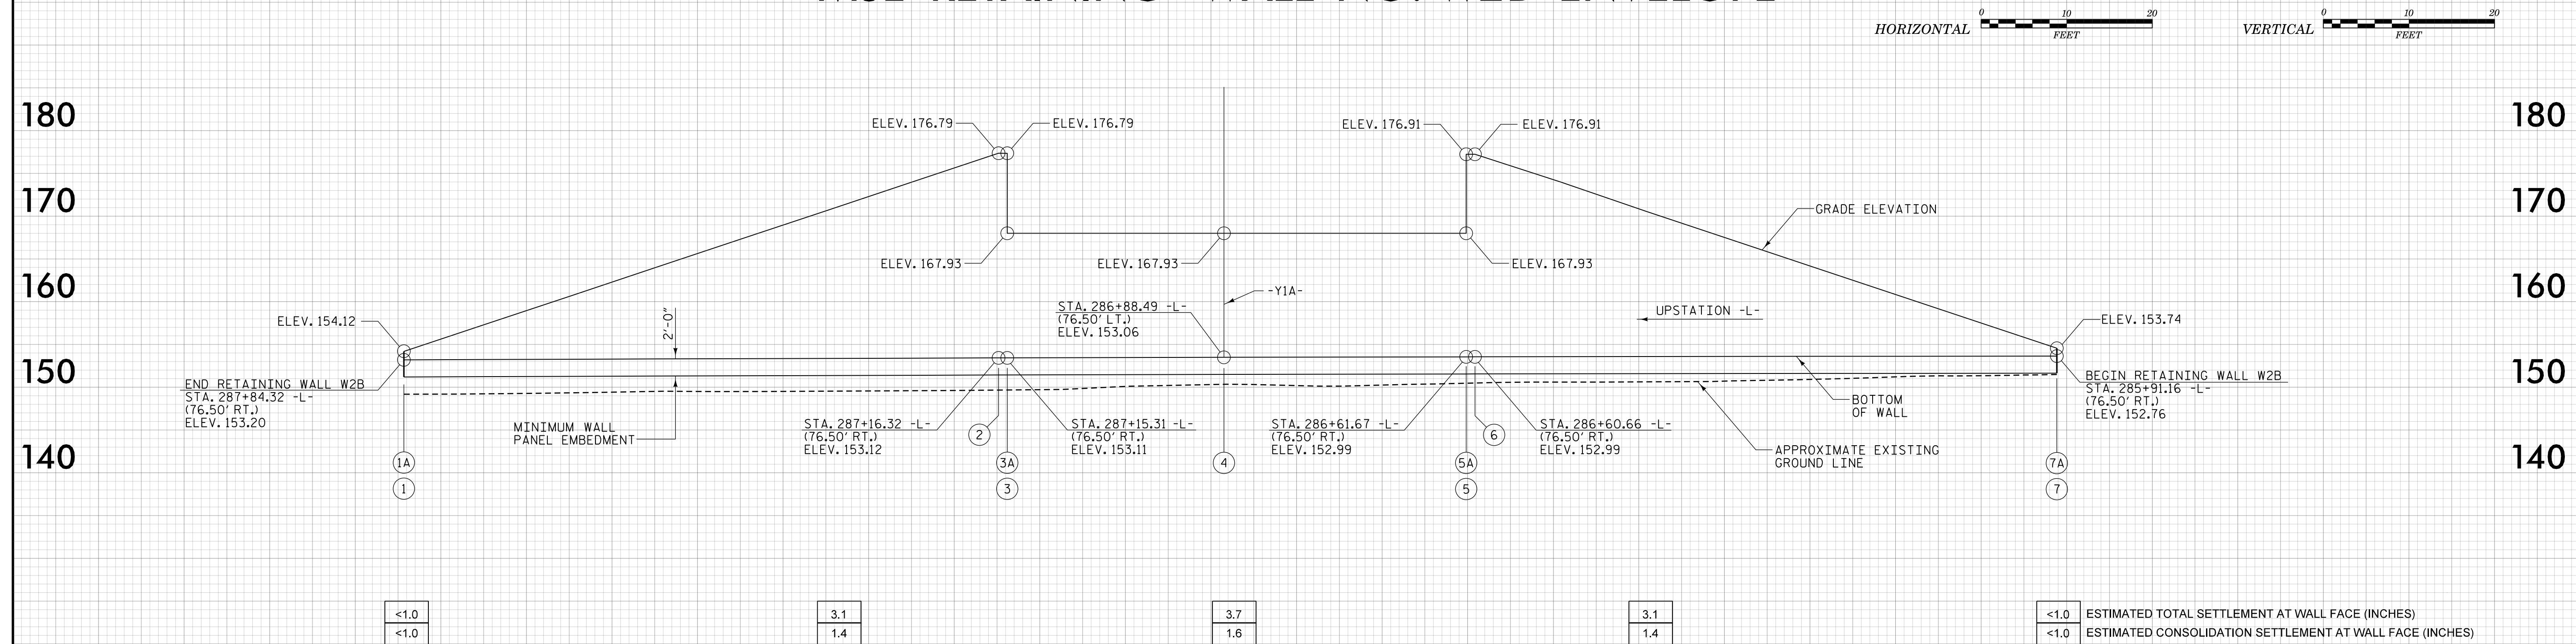 MSE RETAINING WALL NO. W2B ENVELOPE
0 10 20
HORIZONTAL
FEET
0 10 20
VERTICAL
FEET
180
180
170
170
160
160
150
150
140
140
ELEV. 176.79
ELEV. 176.79
ELEV. 176.91
ELEV. 176.91
GRADE ELEVATION
ELEV. 167.93
ELEV. 167.93
ELEV. 167.93
-Y1A-
STA. 286+88.49 -L-
(76.50' LT.)
ELEV. 153.06
UPSTATION -L-
ELEV. 154.12
2'-0"
ELEV. 153.74
END RETAINING WALL W2B
STA. 287+84.32 -L-
(76.50' RT.)
ELEV. 153.20
BEGIN RETAINING WALL W2B
STA. 285+91.16 -L-
(76.50' RT.)
ELEV. 152.76
MINIMUM WALL
PANEL EMBEDMENT
STA. 287+16.32 -L-
(76.50' RT.)
ELEV. 153.12
STA. 287+15.31 -L-
(76.50' RT.)
ELEV. 153.11
STA. 286+61.67 -L-
(76.50' RT.)
ELEV. 152.99
STA. 286+60.66 -L-
(76.50' RT.)
ELEV. 152.99
BOTTOM
OF WALL
APPROXIMATE EXISTING
GROUND LINE
2
6
1A
3A
4
5A
7A
1
3
5
7
<1.0 3.1 3.7 3.1 <1.0 ESTIMATED TOTAL SETTLEMENT AT WALL FACE (INCHES)
<1.0 1.4 1.6 1.4 <1.0 ESTIMATED CONSOLIDATION SETTLEMENT AT WALL FACE (INCHES)